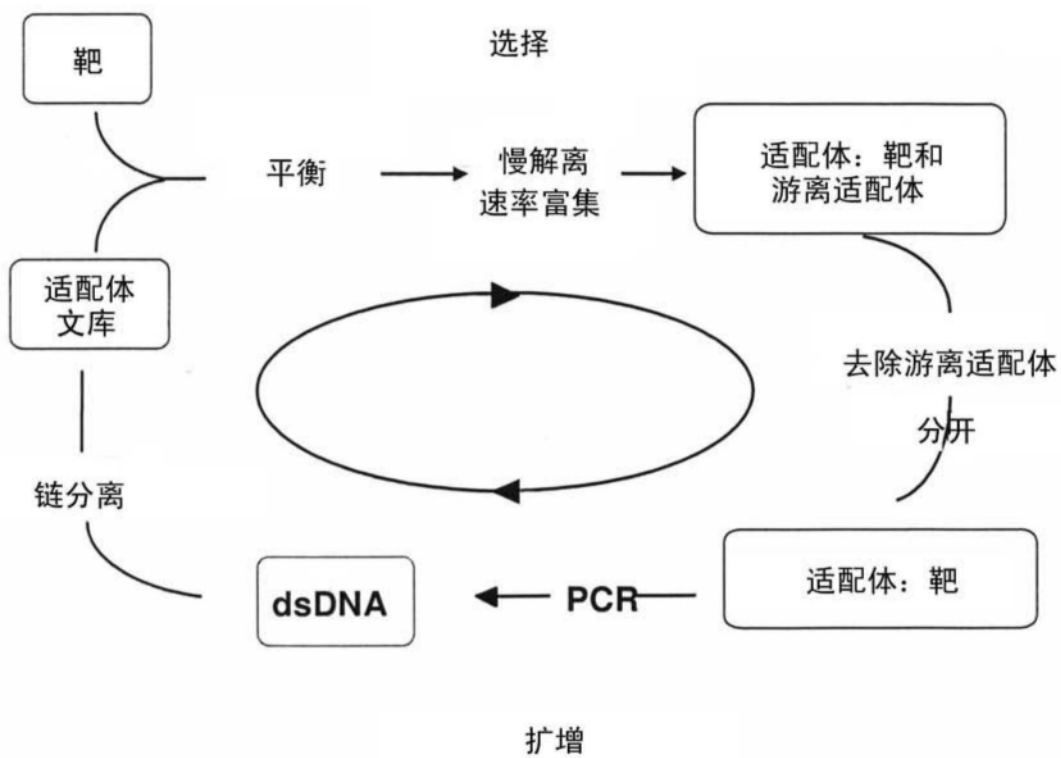 选择
靶
平衡
慢解离
速率富集
适配体：靶和
游离适配体
适配体
文库
去除游离适配体
分开
链分离
dsDNA
PCR
适配体：靶
扩增